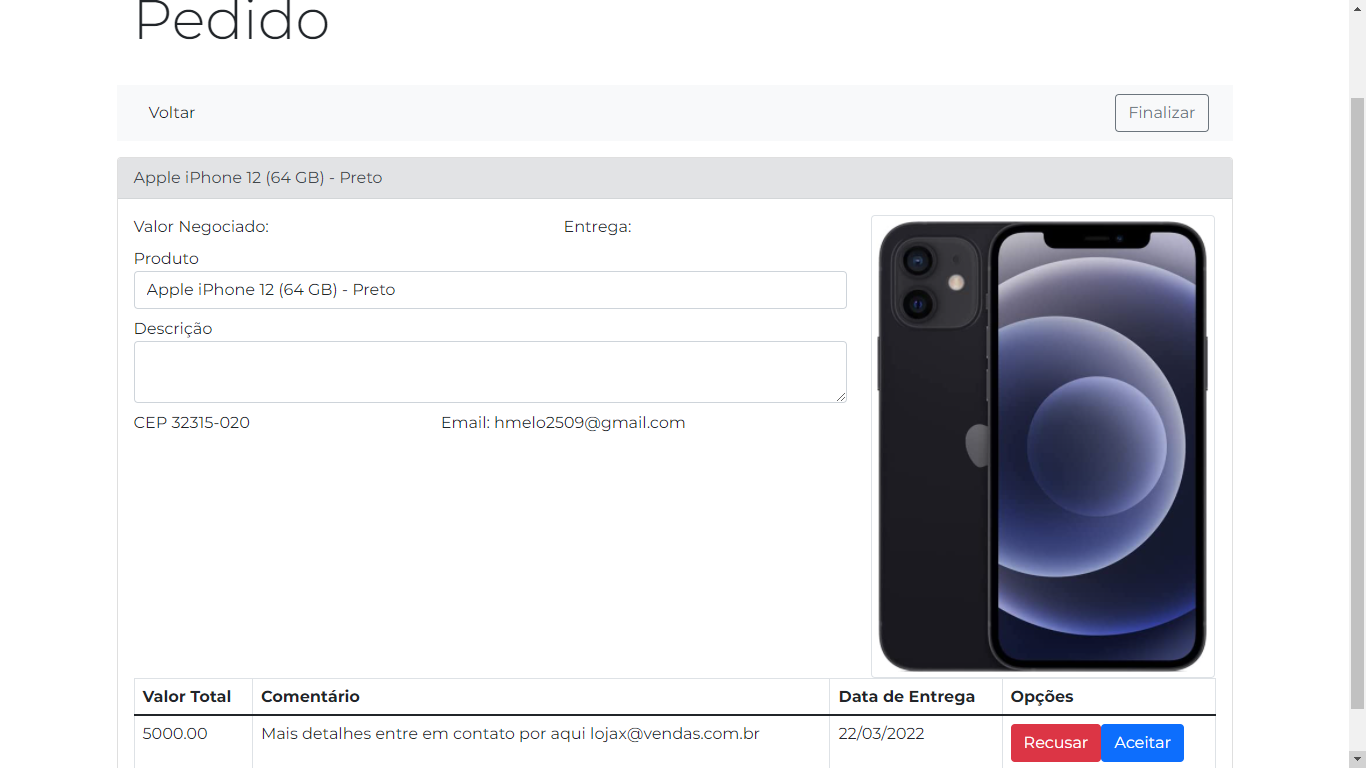 Pedido
Voltar
Finalizar
Apple iPhone 12 (64 GB) - Preto
Valor Negociado:
Entrega:
Produto
Apple iPhone 12 (64 GB) - Preto
Descrição
CEP 32315-020
Email: hmelo2509@gmail.com
Valor Total Comentário Data de Entrega Opções
5000.00 Mais detalhes entre em contato por aqui lojax@vendas.com.br 22/03/2022 Recusar Aceitar